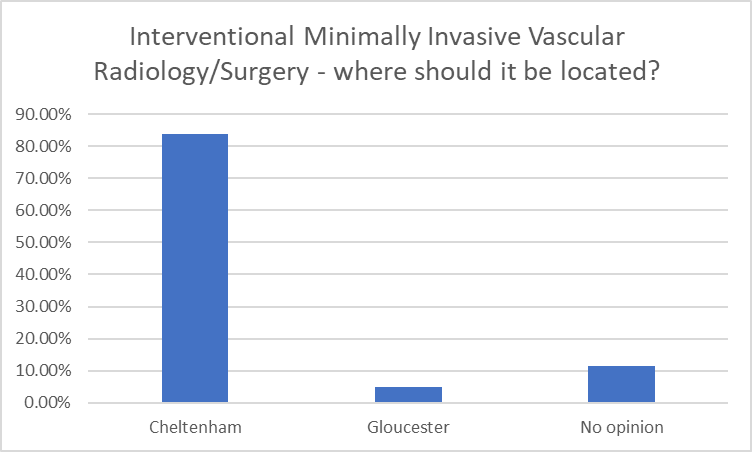 Interventional Minimally Invasive Vascular
Radiology/Surgery - where should it be located?
90.00%
80.00%
70.00%
60.00%
50.00%
40.00%
30.00%
20.00%
10.00%
0.00%
Cheltenham
Gloucester
No opinion